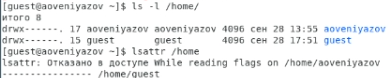 [guest@aoveniyazov ~]$ ls -l /home/
итого 8
drwx------. 17 aoveniyazov aoveniyazov 4096 сен 28 13:55 aoveniyazov
drwx------. 15 guest       guest       4096 сен 28 17:51 guest
[guest@aoveniyazov ~]$ lsattr /home
lsattr: Отказано в доступе While reading flags on /home/aoveniyazov
---------------- /home/guest